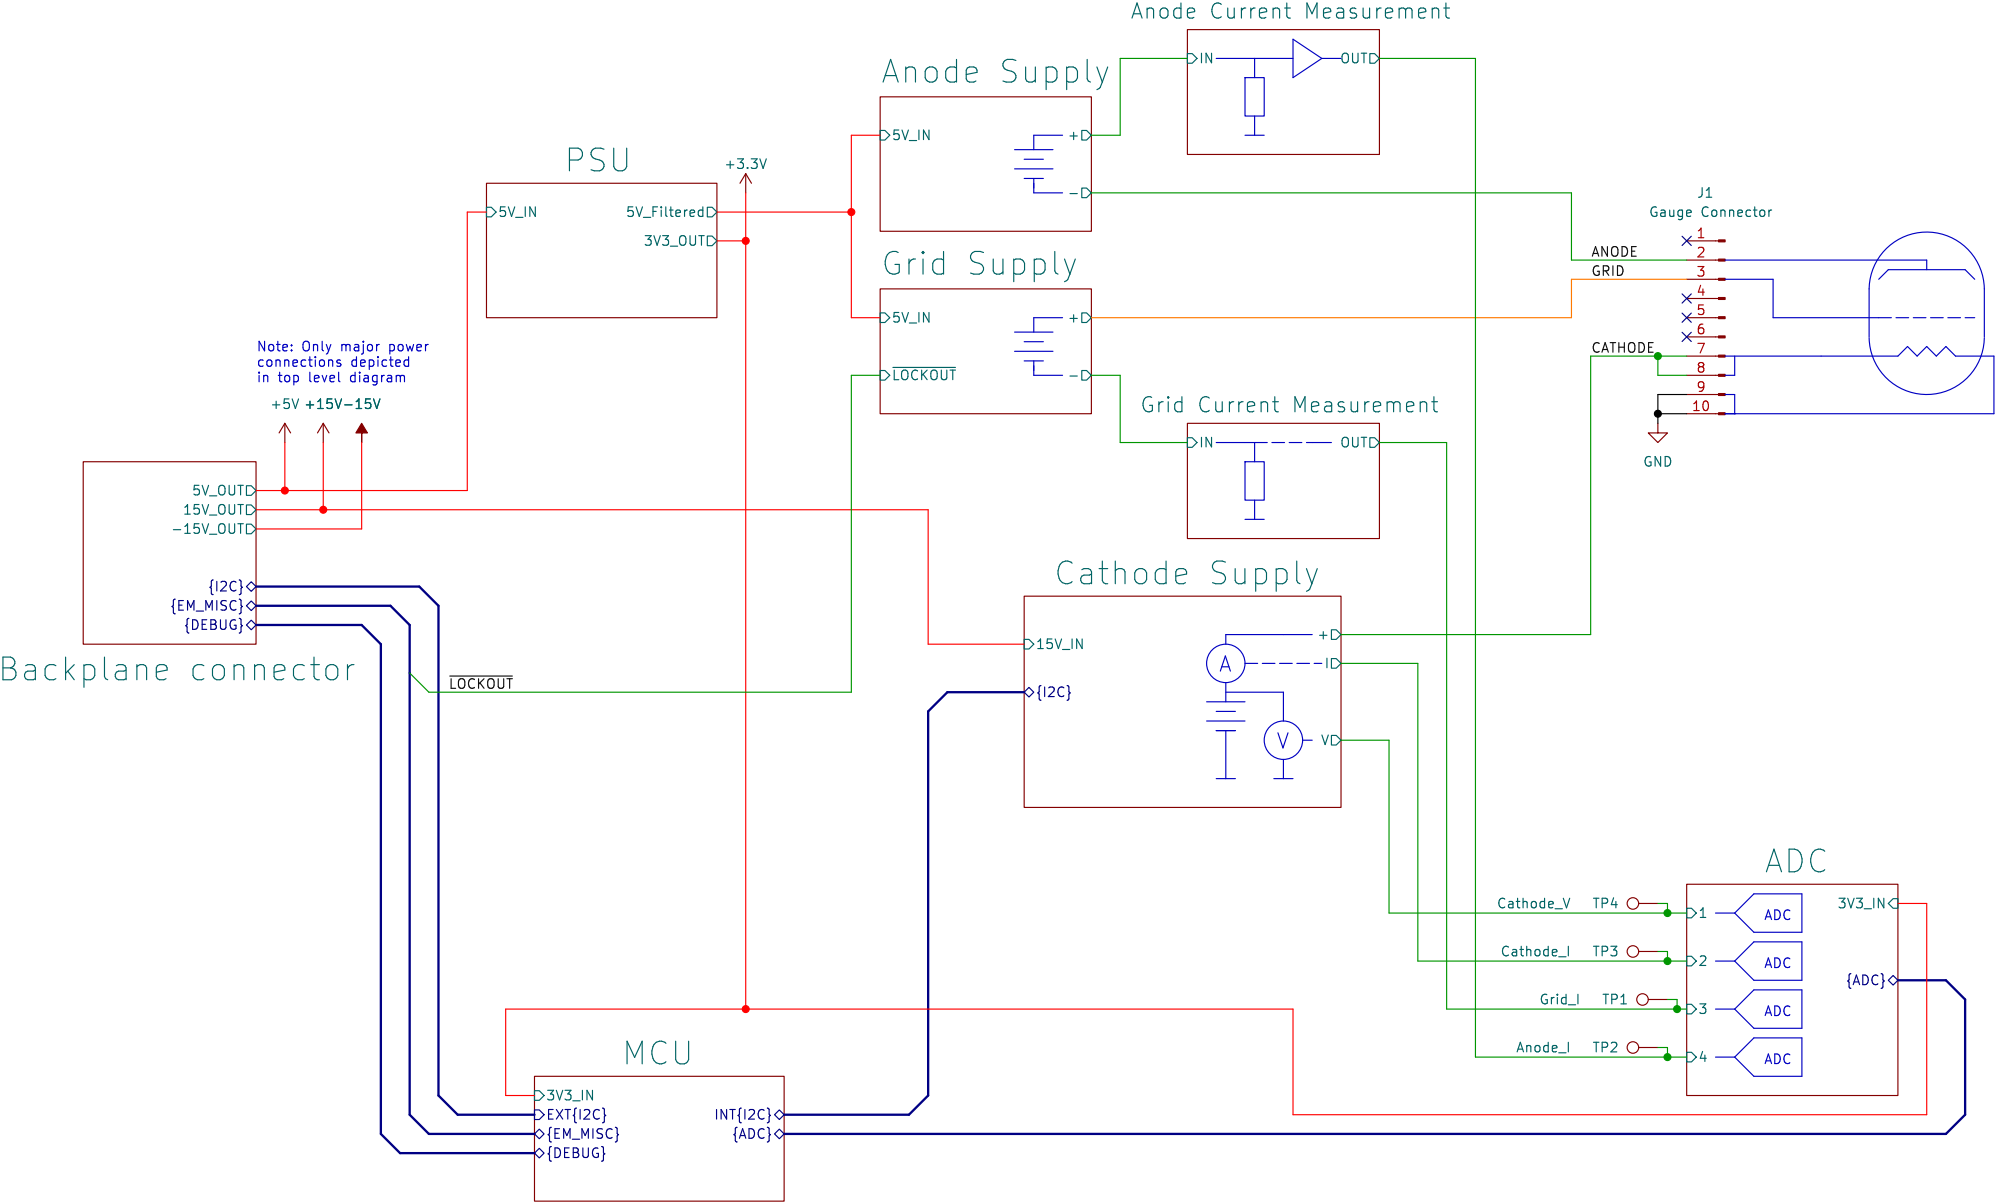 Anode Current Measurement
IN
OUT
Anode Supply
5V_IN
+
-
PSU
+3.3V
5V_IN
5V_Filtered
3V3_OUT
J1
Gauge Connector
1
2
3
4
5
6
7
8
9
10
ANODE
GRID
CATHODE
GND
Grid Supply
5V_IN
+
LOCKOUT
-
Note: Only major power
connections depicted
in top level diagram
+5V
+15V
-15V
Grid Current Measurement
IN
OUT
5V_OUT
15V_OUT
-15V_OUT
{I2C}
{EM_MISC}
{DEBUG}
Backplane connector
LOCKOUT
Cathode Supply
15V_IN
{I2C}
+
A
I
V
V
ADC
Cathode_V
TP4
1
ADC
3V3_IN
Cathode_I
TP3
2
ADC
{ADC}
Grid_I
TP1
3
ADC
Anode_I
TP2
4
ADC
MCU
3V3_IN
EXT{I2C}
{EM_MISC}
{DEBUG}
INT{I2C}
{ADC}